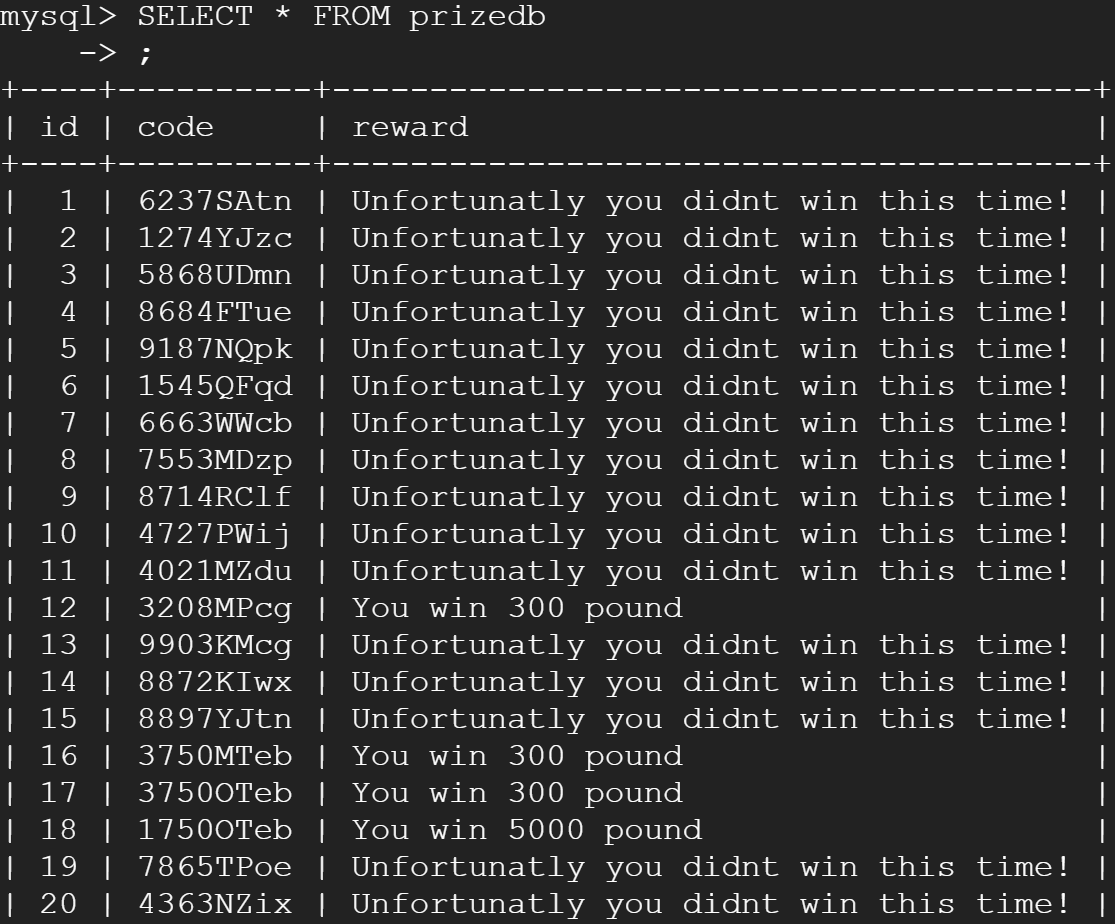 mysql> SELECT * FROM prizedb
    -> ;
+----+----------+---------------------------------------+
| id | code     | reward                                |
+----+----------+---------------------------------------+
|  1 | 6237SAtn | Unfortunatly you didnt win this time! |
|  2 | 1274YJzc | Unfortunatly you didnt win this time! |
|  3 | 5868UDmn | Unfortunatly you didnt win this time! |
|  4 | 8684FTue | Unfortunatly you didnt win this time! |
|  5 | 9187NQpk | Unfortunatly you didnt win this time! |
|  6 | 1545QFqd | Unfortunatly you didnt win this time! |
|  7 | 6663WWcb | Unfortunatly you didnt win this time! |
|  8 | 7553MDzp | Unfortunatly you didnt win this time! |
|  9 | 8714RClf | Unfortunatly you didnt win this time! |
| 10 | 4727PWij | Unfortunatly you didnt win this time! |
| 11 | 4021MZdu | Unfortunatly you didnt win this time! |
| 12 | 3208MPcg | You win 300 pound                     |
| 13 | 9903KMcg | Unfortunatly you didnt win this time! |
| 14 | 8872KIwx | Unfortunatly you didnt win this time! |
| 15 | 8897YJtn | Unfortunatly you didnt win this time! |
| 16 | 3750MTeb | You win 300 pound                     |
| 17 | 3750OTeb | You win 300 pound                     |
| 18 | 1750OTeb | You win 5000 pound                    |
| 19 | 7865TPoe | Unfortunatly you didnt win this time! |
| 20 | 4363NZix | Unfortunatly you didnt win this time! |